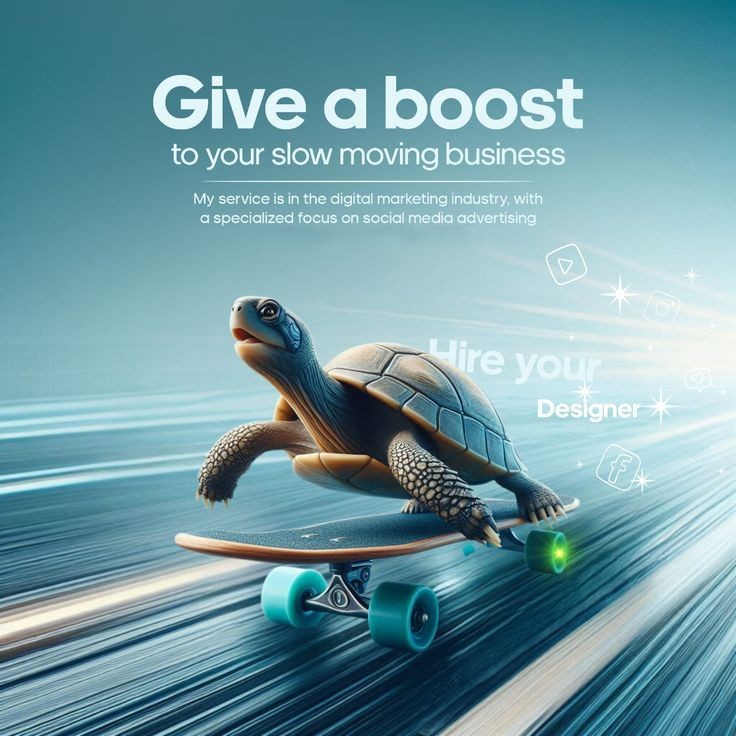 Give a boost
to your slow moving business
My service is in the digital marketing industry, with
a specialized focus on social media advertising
Hire your
Designer